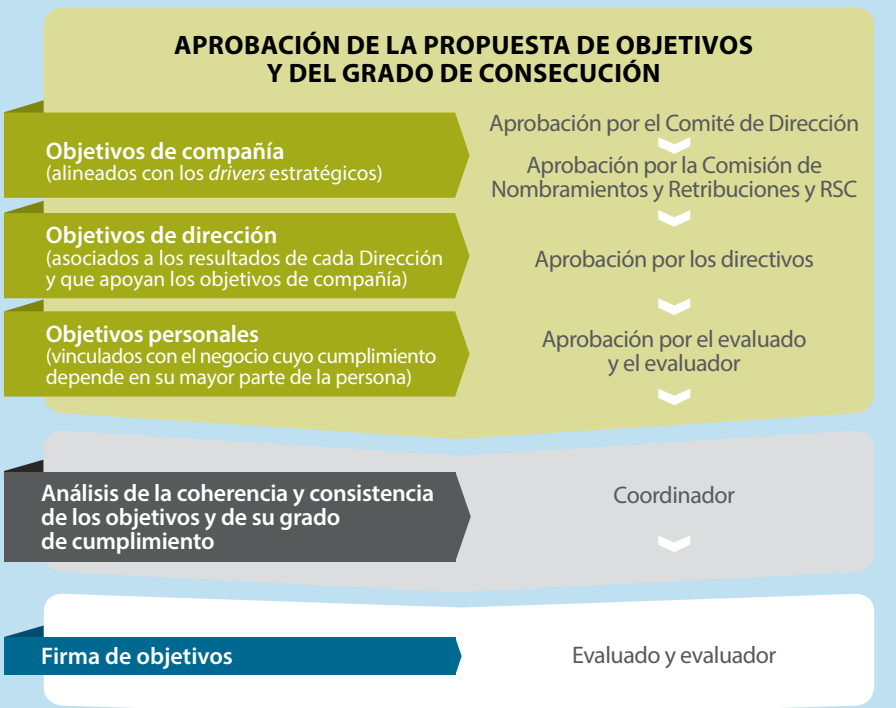 APROBACIÓN DE LA PROPUESTA DE OBJETIVOS
Y DEL GRADO DE CONSECUCIÓN
Objetivos de compañía
(alineados con los drivers estratégicos)
Aprobación por el Comité de Dirección
Aprobación por la Comisión de
Nombramientos y Retribuciones y RSC
Objetivos de dirección
(asociados a los resultados de cada Dirección
y que apoyan los objetivos de compañía)
Aprobación por los directivos
Objetivos personales
(vinculados con el negocio cuyo cumplimiento
depende en su mayor parte de la persona)
Aprobación por el evaluado
y el evaluador
Análisis de la coherencia y consistencia
de los objetivos y de su grado
de cumplimiento
Coordinador
Firma de objetivos
Evaluado y evaluador